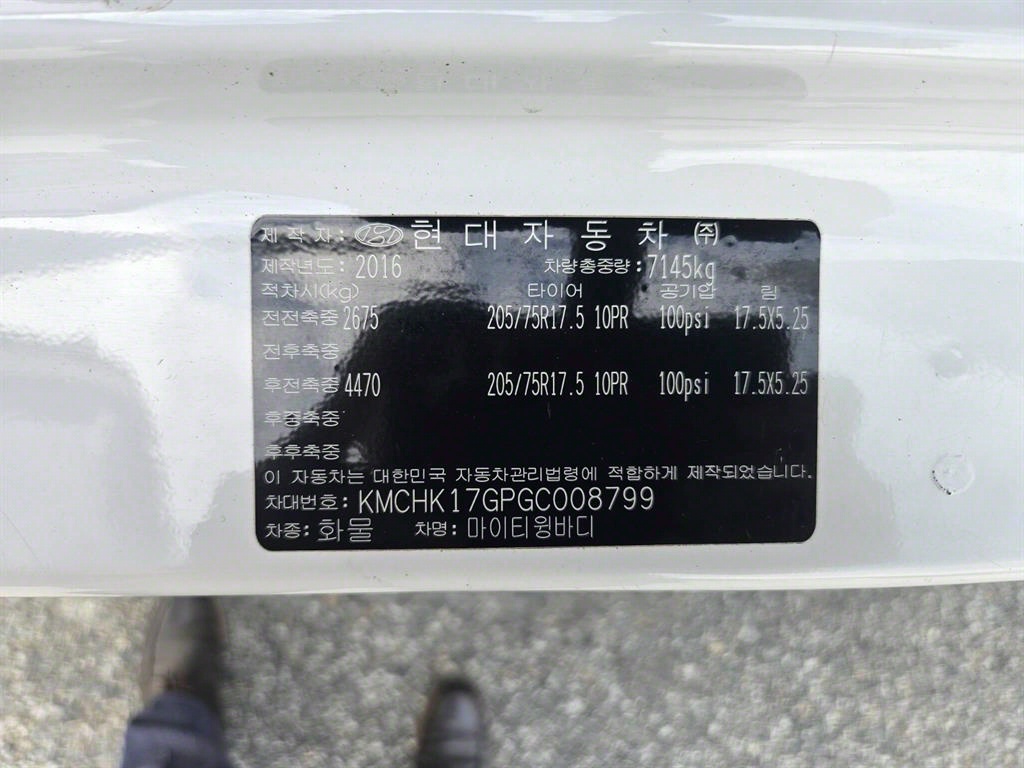 제 작 자: 현 대 자 동 차 ㈜
제작년도: 2016 차량총중량: 7145kg
적차시(kg) 타이어 공기압 림
전전축중 2675 205/75R17.5 10PR 100psi 17.5X5.25
전후축중
후전축중 4470 205/75R17.5 10PR 100psi 17.5X5.25
후중축중
후후축중
이 자동차는 대한민국 자동차관리법령에 적합하게 제작되었습니다.
차대번호: KMCHK17GPGC008799
차종: 화물 차명: 마이티윙바디